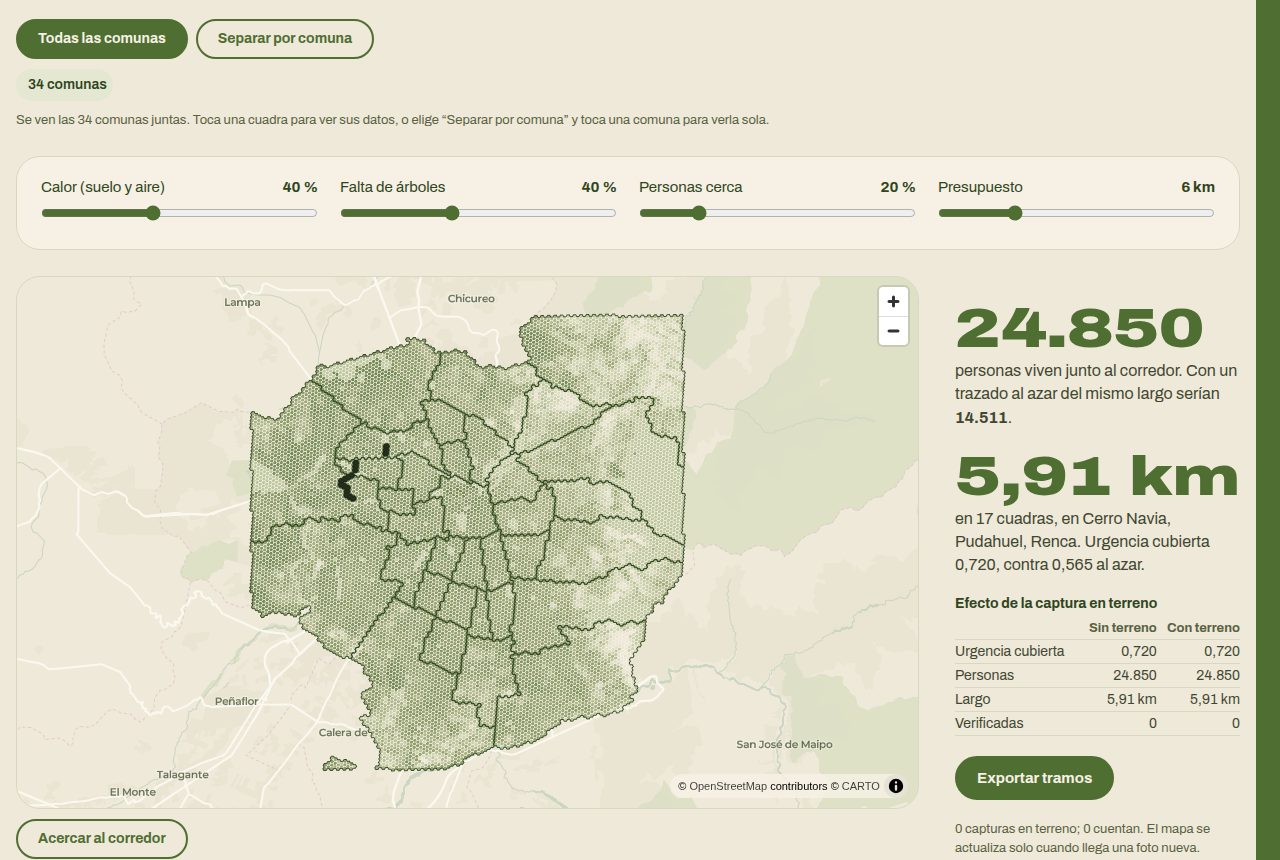 Todas las comunas
Separar por comuna
34 comunas
Se ven las 34 comunas juntas. Toca una cuadra para ver sus datos, o elige “Separar por comuna” y toca una comuna para verla sola.
Calor (suelo y aire) 40 %
Falta de árboles 40 %
Personas cerca 20 %
Presupuesto 6 km
Lampa
Chicureo
Peñaflor
Calera de
Talagante
El Monte
San José de Maipo
+
−
© OpenStreetMap contributors © CARTO
Acercar al corredor
24.850
personas viven junto al corredor. Con un
trazado al azar del mismo largo serían
14.511.
5,91 km
en 17 cuadras, en Cerro Navia,
Pudahuel, Renca. Urgencia cubierta
0,720, contra 0,565 al azar.
Efecto de la captura en terreno
Sin terreno Con terreno
Urgencia cubierta 0,720 0,720
Personas 24.850 24.850
Largo 5,91 km 5,91 km
Verificadas 0 0
Exportar tramos
0 capturas en terreno; 0 cuentan. El mapa se
actualiza solo cuando llega una foto nueva.